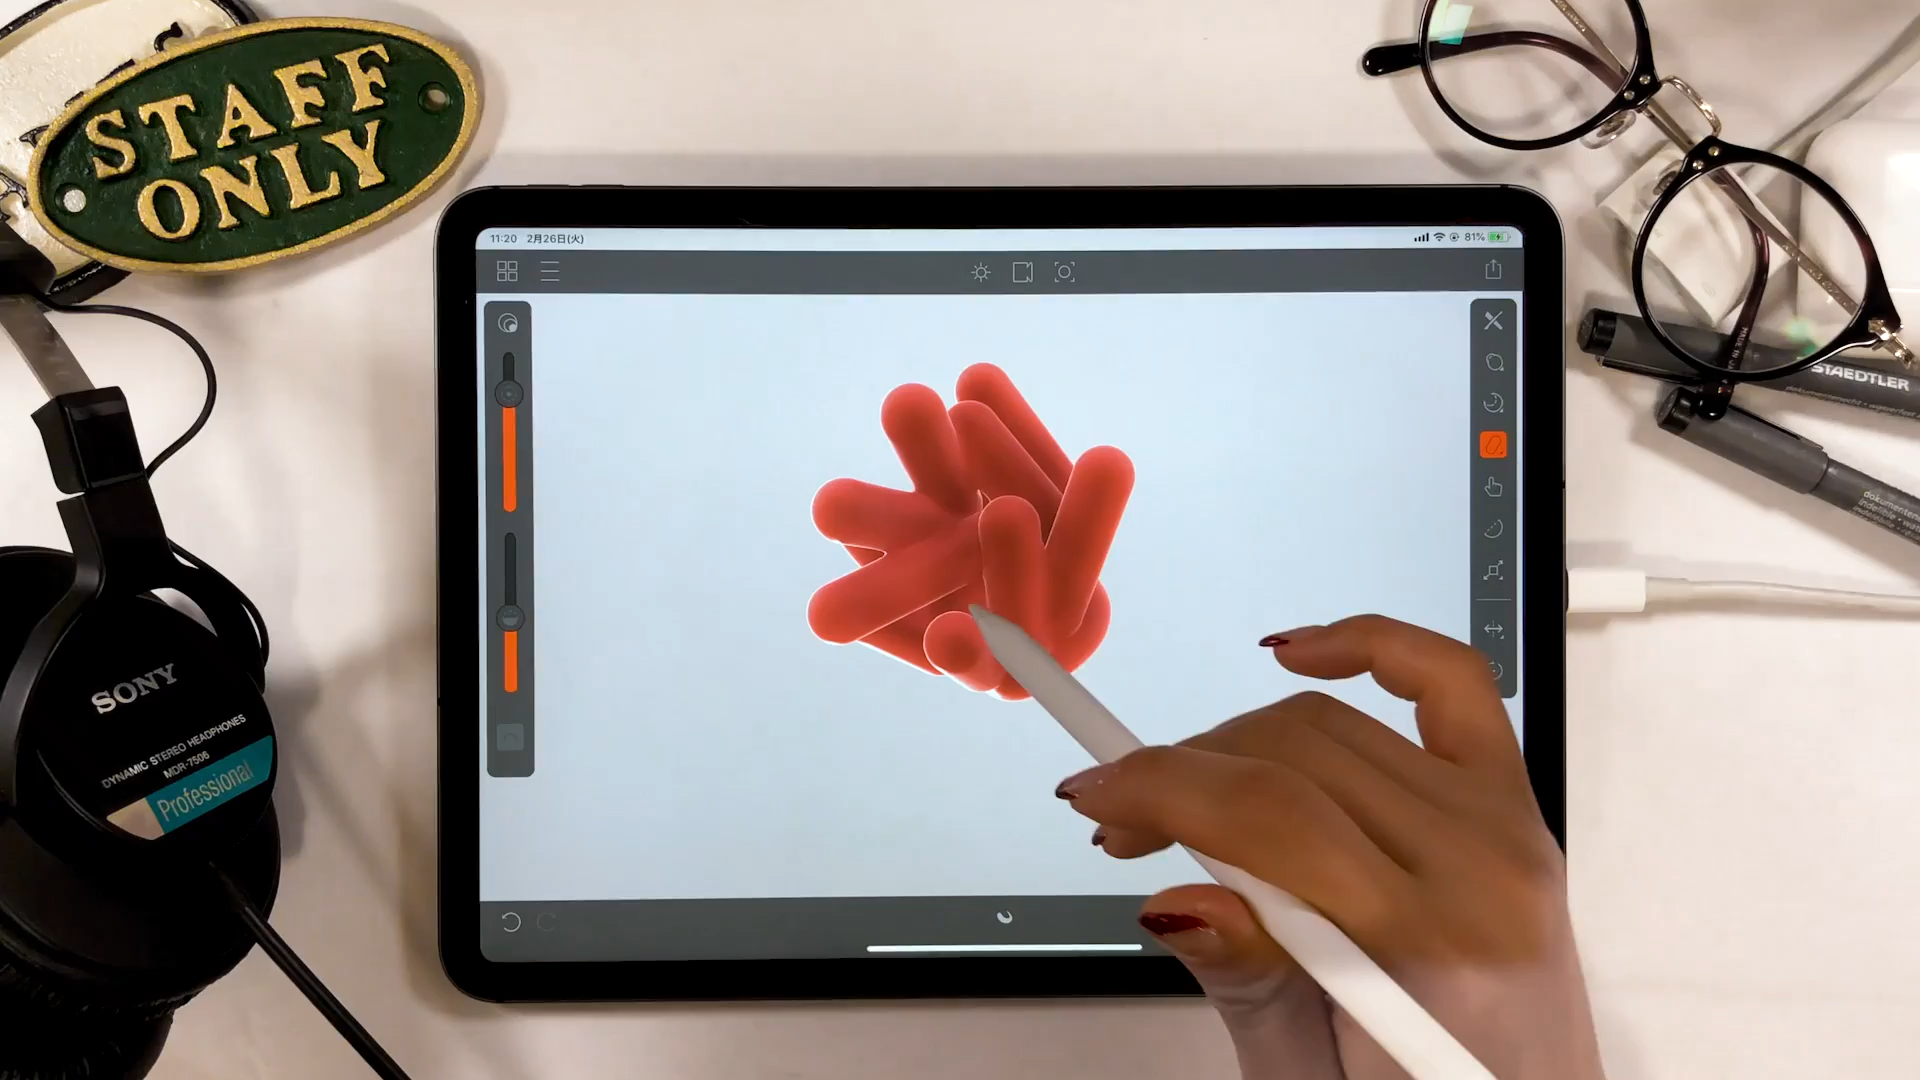 STAFF
ONLY
11:20 2月26日(火)
81%
STAEDTLER
SONY
DYNAMIC STEREO HEADPHONES
MDR-7506
Professional